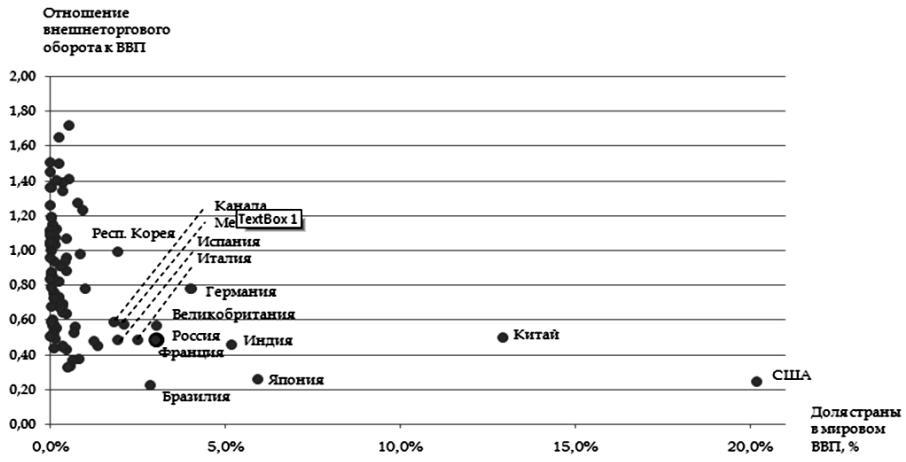 Отношение
внешнеторгового
оборота к ВВП
2,00
1,80
1,60
1,40
1,20
1,00
0,80
0,60
0,40
0,20
0,00
Канада
TextBox 1
Испания
Италия
Респ. Корея
Германия
Великобритания
Россия
Франция
Индия
Китай
Япония
США
Бразилия
0,0%
5,0%
10,0%
15,0%
20,0%
Доля страны
в мировом
ВВП, %